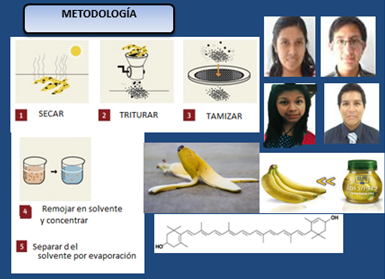 METODOLOGÍA
1 SECAR
2 TRITURAR
3 TAMIZAR
4 Remojar en solvente
y concentrar
5 Separar d el
solvente por evaporación
OH
HO